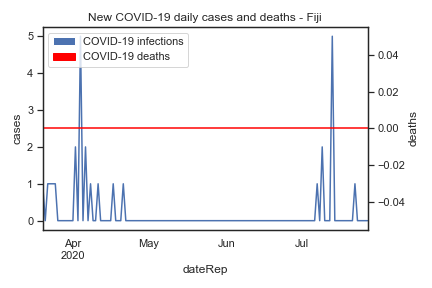 New COVID-19 daily cases and deaths - Fiji
COVID-19 infections
COVID-19 deaths
5
4
3
2
1
0
cases
0.04
0.02
0.00
−0.02
−0.04
deaths
Apr
2020
May
Jun
Jul
dateRep